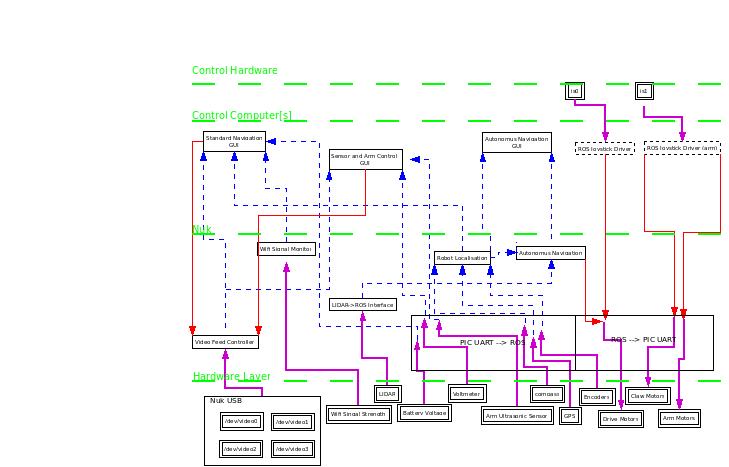 Control Hardware
js0
js1
Control Computer[s]
Standard Navigation
GUI
Sensor and Arm Control
GUI
Autonomus Navigation
GUI
ROS Joystick Driver
ROS Joystick Driver (arm)
Nuk
Wifi Signal Monitor
Robot Localisation
Autonomus Navigation
LIDAR->ROS Interface
Video Feed Controller
PIC UART --> ROS
ROS --> PIC UART
Hardware Layer
Nuk USB
/dev/video0
/dev/video1
/dev/video2
/dev/video3
Wifi Singal Strength
LIDAR
Battery Voltage
Voltmeter
Arm Ultrasonic Sensor
compass
GPS
Encoders
Drive Motors
Claw Motors
Arm Motors